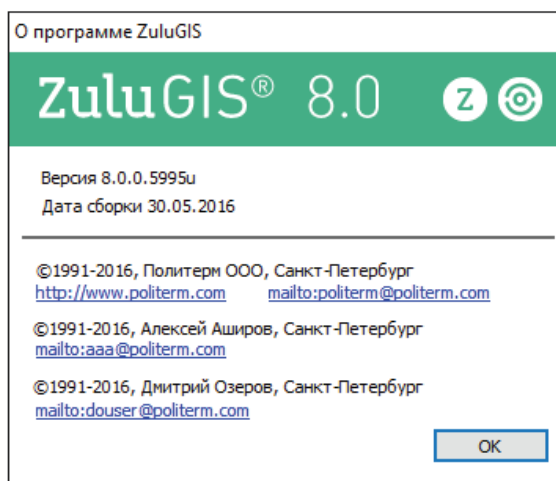 О программе ZuluGIS
ZuluGIS® 8.0 Z
Версия 8.0.0.5995u
Дата сборки 30.05.2016
©1991-2016, Политерм ООО, Санкт-Петербург
http://www.politerm.com mailto:politerm@politerm.com
©1991-2016, Алексей Аширов, Санкт-Петербург
mailto:aaa@politerm.com
©1991-2016, Дмитрий Озеров, Санкт-Петербург
mailto:douser@politerm.com
OK